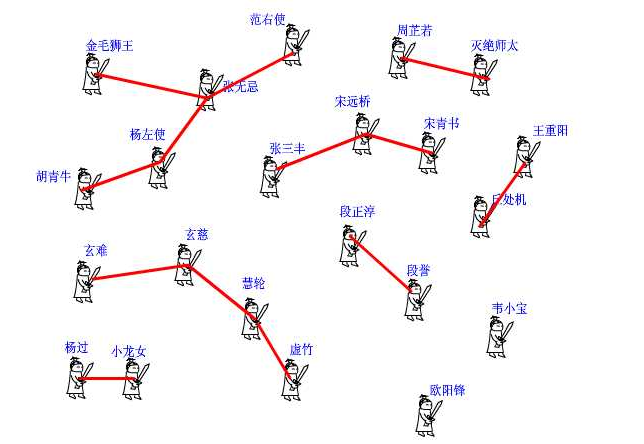 范右使
金毛狮王
周芷若
灭绝师太
张无忌
宋远桥
宋青书
杨左使
王重阳
张三丰
胡青牛
丘处机
段正淳
玄慈
玄难
段誉
慧轮
韦小宝
杨过
小龙女
虚竹
欧阳锋